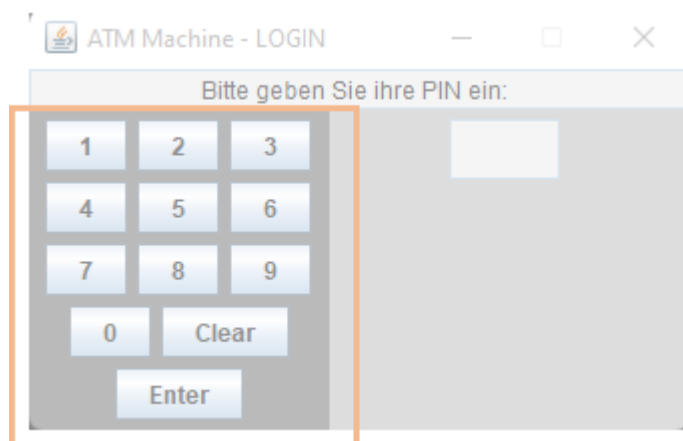 ATM Machine - LOGIN
Bitte geben Sie ihre PIN ein:
1 2 3
4 5 6
7 8 9
0 Clear
Enter